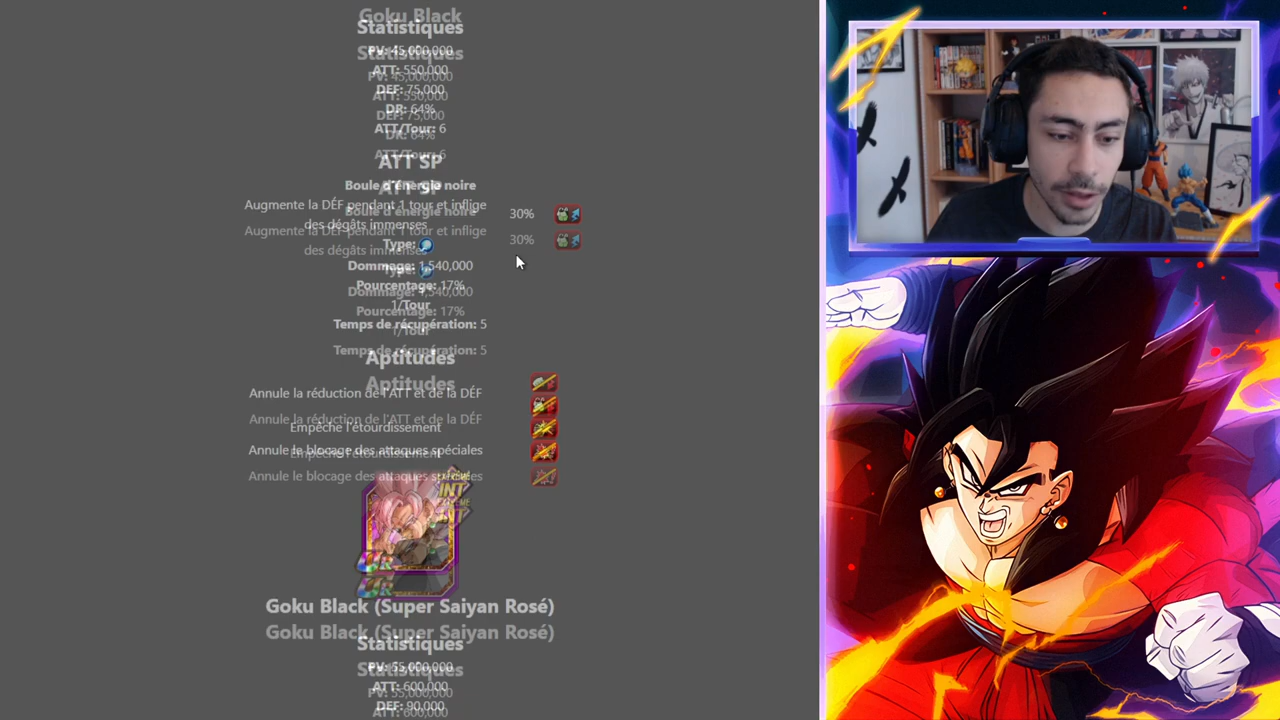 Goku Black
Statistiques
PV: 45,000,000
ATT: 550,000
DEF: 75,000
DR: 64%
ATT/Tour: 6
ATT SP
Boule d'énergie noire
Augmente la DÉF pendant 1 tour et inflige
des dégâts immenses
30%
Type:
Dommage: 1,540,000
Pourcentage: 17%
1/Tour
Temps de récupération: 5
Aptitudes
Annule la réduction de l'ATT et de la DÉF
Empêche l'étourdissement
Annule le blocage des attaques spéciales
EXTREME
INT
Goku Black (Super Saiyan Rosé)
Statistiques
PV: 55,000,000
ATT: 600,000
DEF: 90,000